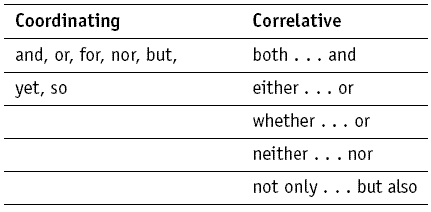 Coordinating Correlative
and, or, for, nor, but, both . . . and
yet, so either . . . or
whether . . . or
neither . . . nor
not only . . . but also